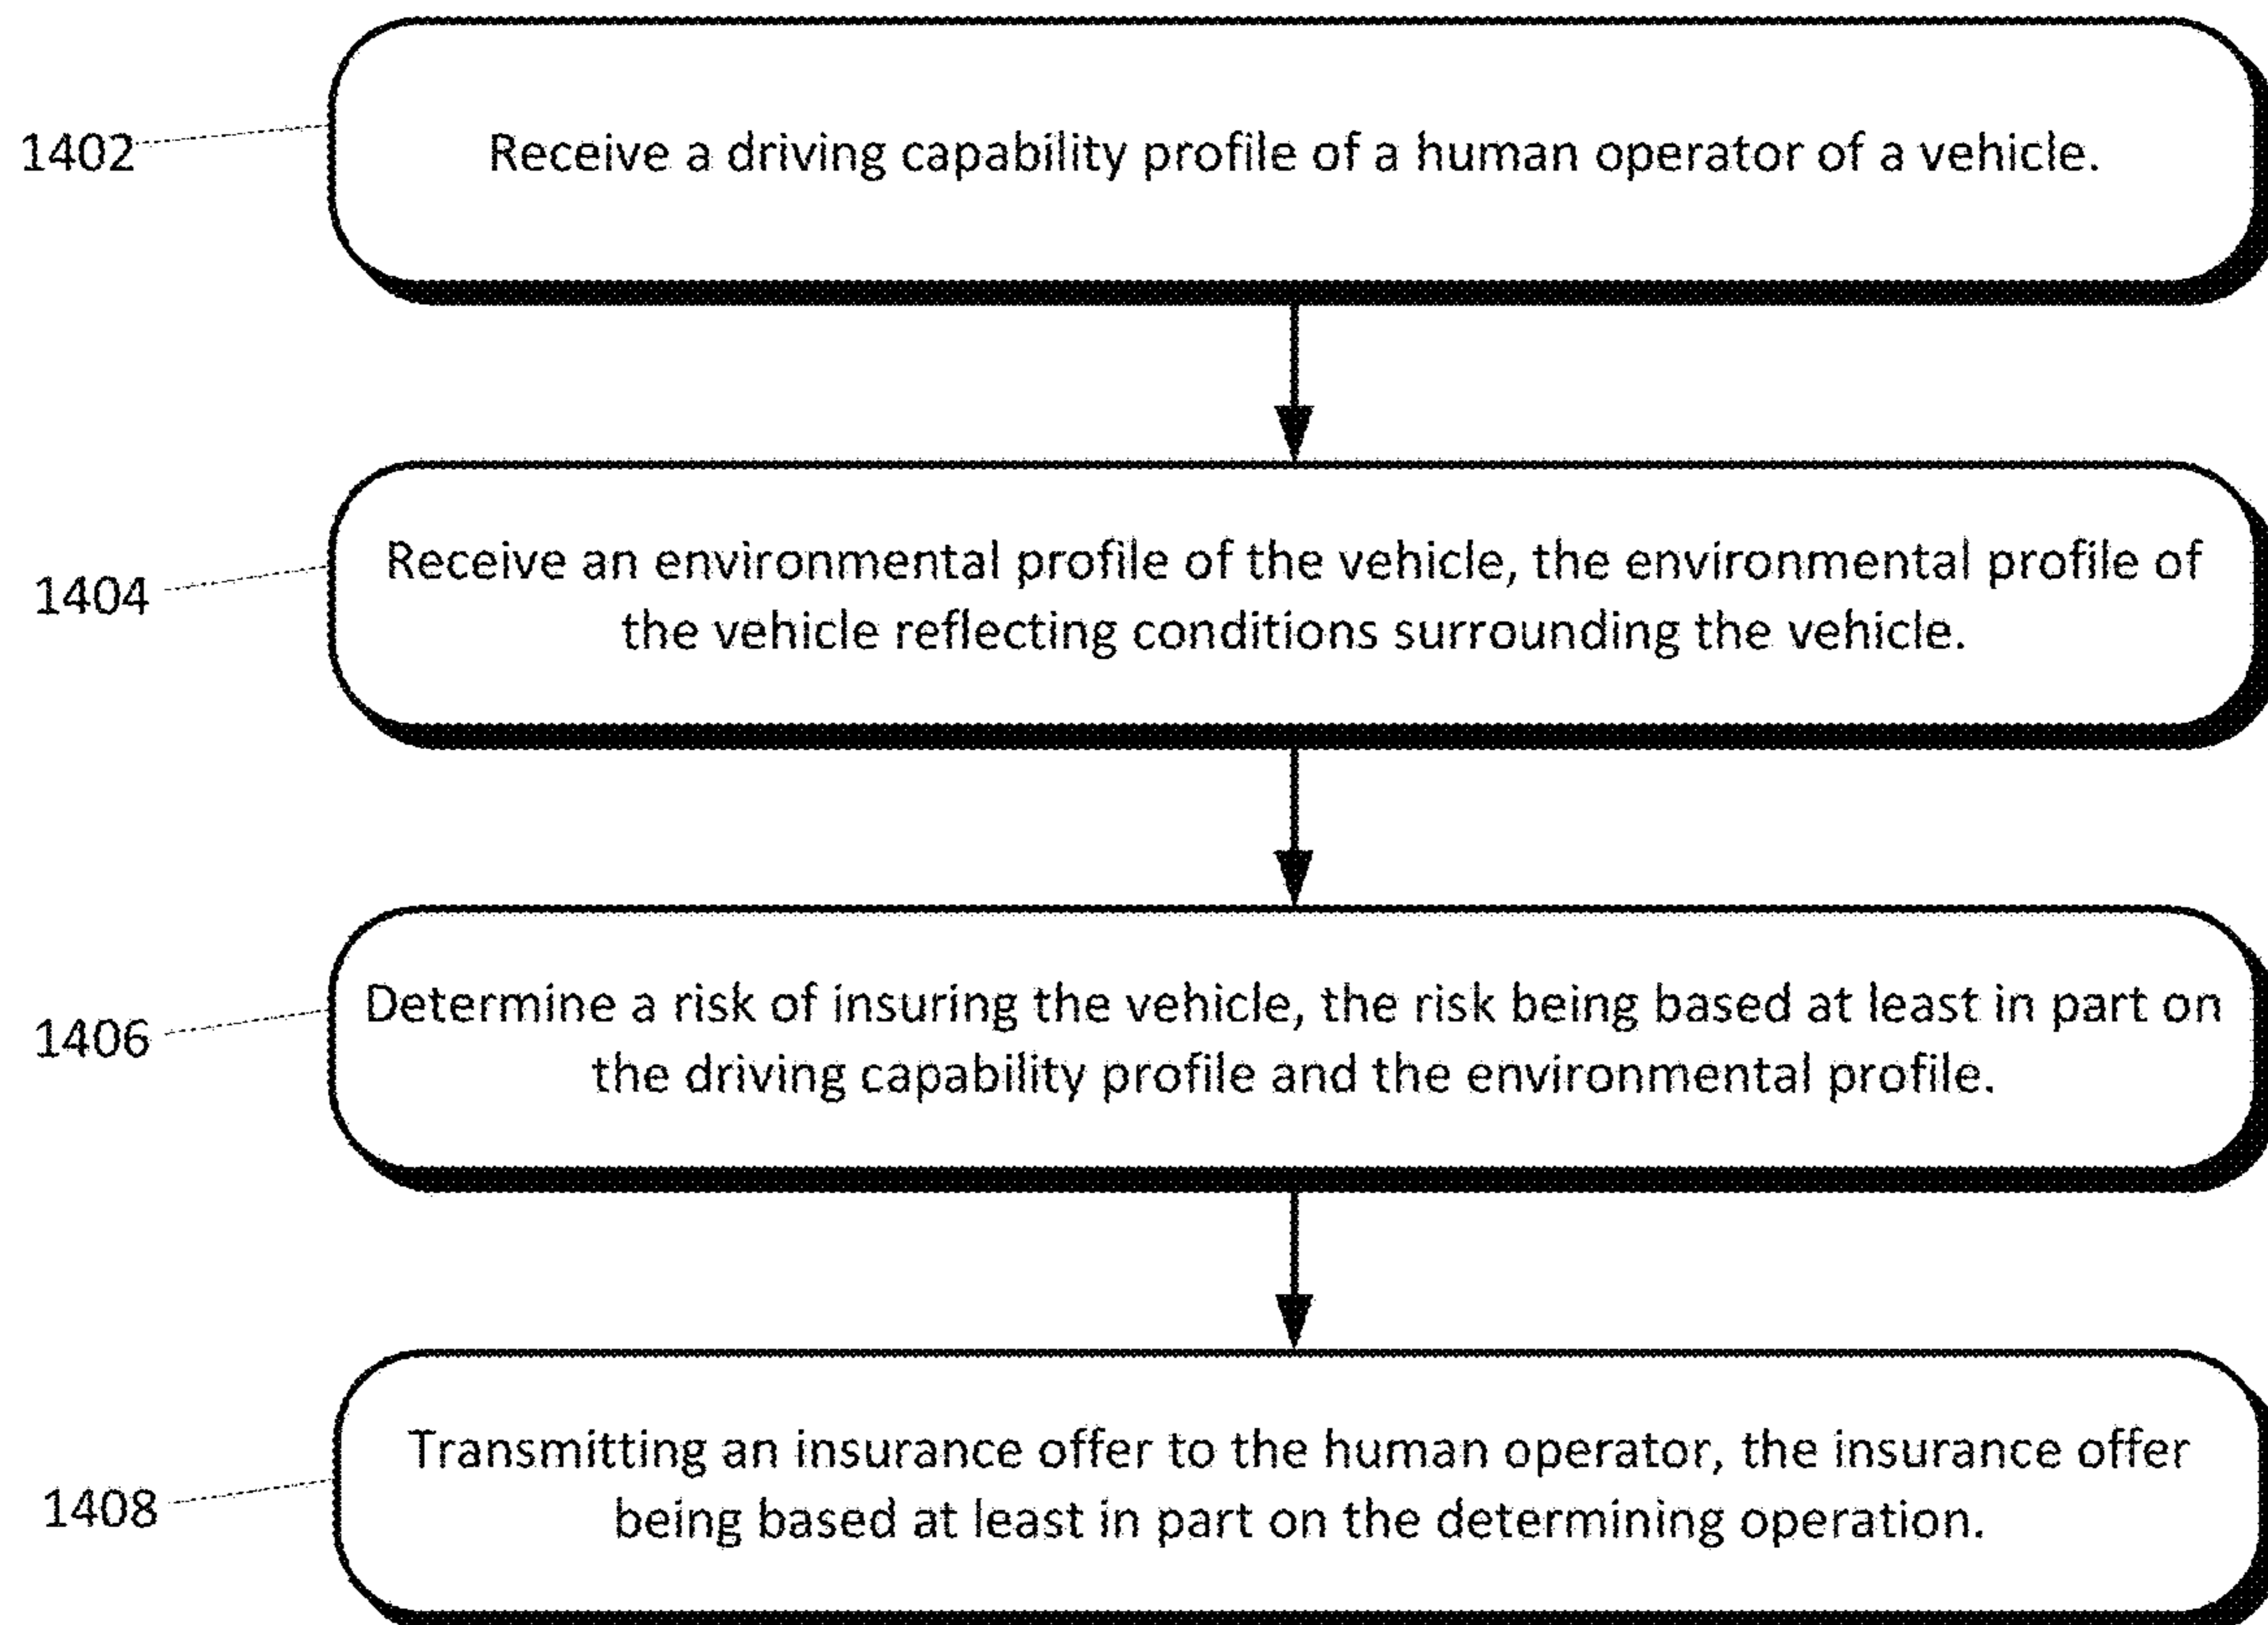 1402
Receive a driving capability profile of a human operator of a vehicle.
1404
Receive an environmental profile of the vehicle, the environmental profile of
the vehicle reflecting conditions surrounding the vehicle.
1406
Determine a risk of insuring the vehicle, the risk being based at least in part on
the driving capability profile and the environmental profile.
1408
Transmitting an insurance offer to the human operator, the insurance offer
being based at least in part on the determining operation.